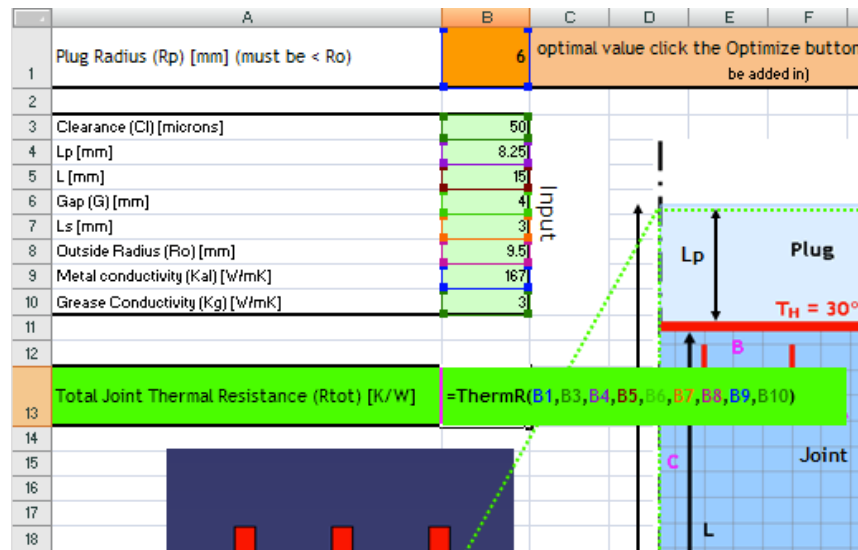 A B C D E F
1 Plug Radius (Rp) [mm] (must be < Ro) 6 optimal value click the Optimize button
be added in)
2
3 Clearance (Cl) [microns] 50
4 Lp [mm] 8.25
5 L [mm] 15
6 Gap (G) [mm] 4
7 Ls [mm] 3
8 Outside Radius (Ro) [mm] 9.5
9 Metal conductivity (Kal) [W/mK] 167
10 Grease Conductivity (Kg) [W/mK] 3
Input
Lp Plug
TH = 30°
11
12 B
13 Total Joint Thermal Resistance (Rtot) [K/W] =ThermR(B1,B3,B4,B5,B6,B7,B8,B9,B10)
14
15 C Joint
16
17
18 L